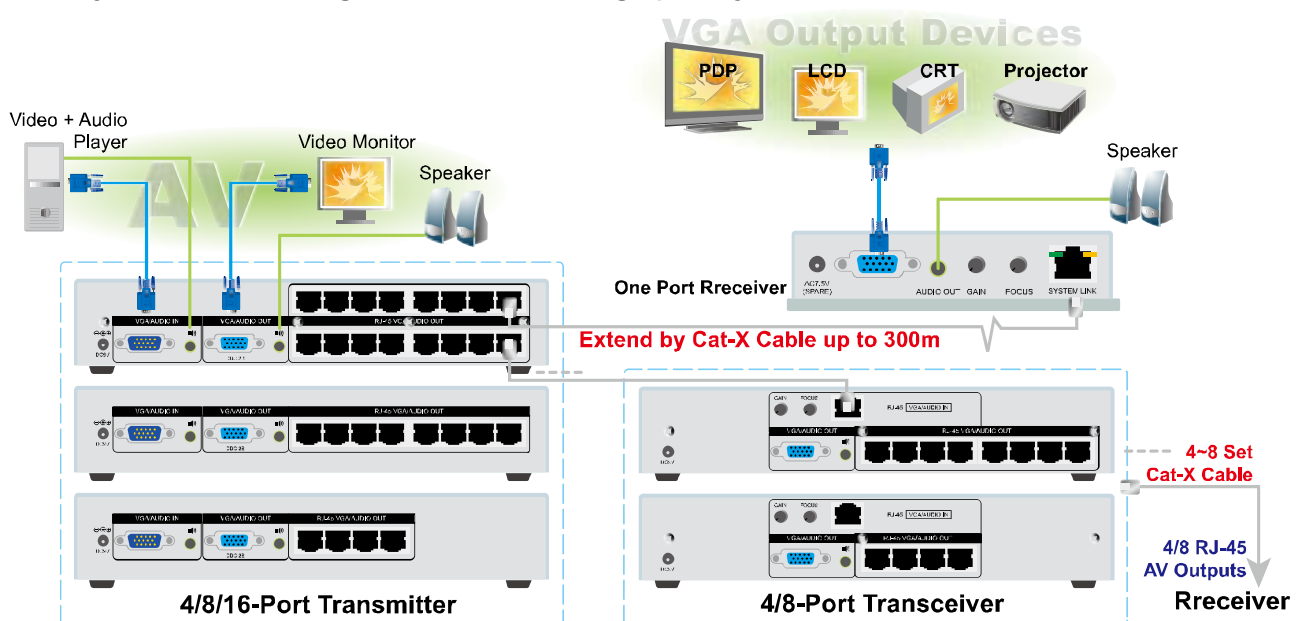 VGA Output Devices
PDP
LCD
CRT
Projector
Video + Audio
Player
AV
Video Monitor
Speaker
Speaker
One Port Rreceiver
AUDIO OUT
GAIN
FOCUS
SYSTEM LINK
VGA/AUDIO IN
VGA/AUDIO OUT
RJ-45 VGA/AUDIO OUT
Extend by Cat-X Cable up to 300m
VGA/AUDIO IN
VGA/AUDIO OUT
RJ-45 VGA/AUDIO OUT
VGA/AUDIO IN
VGA/AUDIO OUT
RJ-45 VGA/AUDIO OUT
4/8/16-Port Transmitter
GAIN
FOCUS
RJ-45 VGA/AUDIO IN
VGA/AUDIO OUT
RJ-45 VGA/AUDIO OUT
GAIN
FOCUS
RJ-45 VGA/AUDIO IN
VGA/AUDIO OUT
RJ-45 VGA/AUDIO OUT
4/8-Port Transceiver
4~8 Set
Cat-X Cable
4/8 RJ-45
AV Outputs
Rreceiver